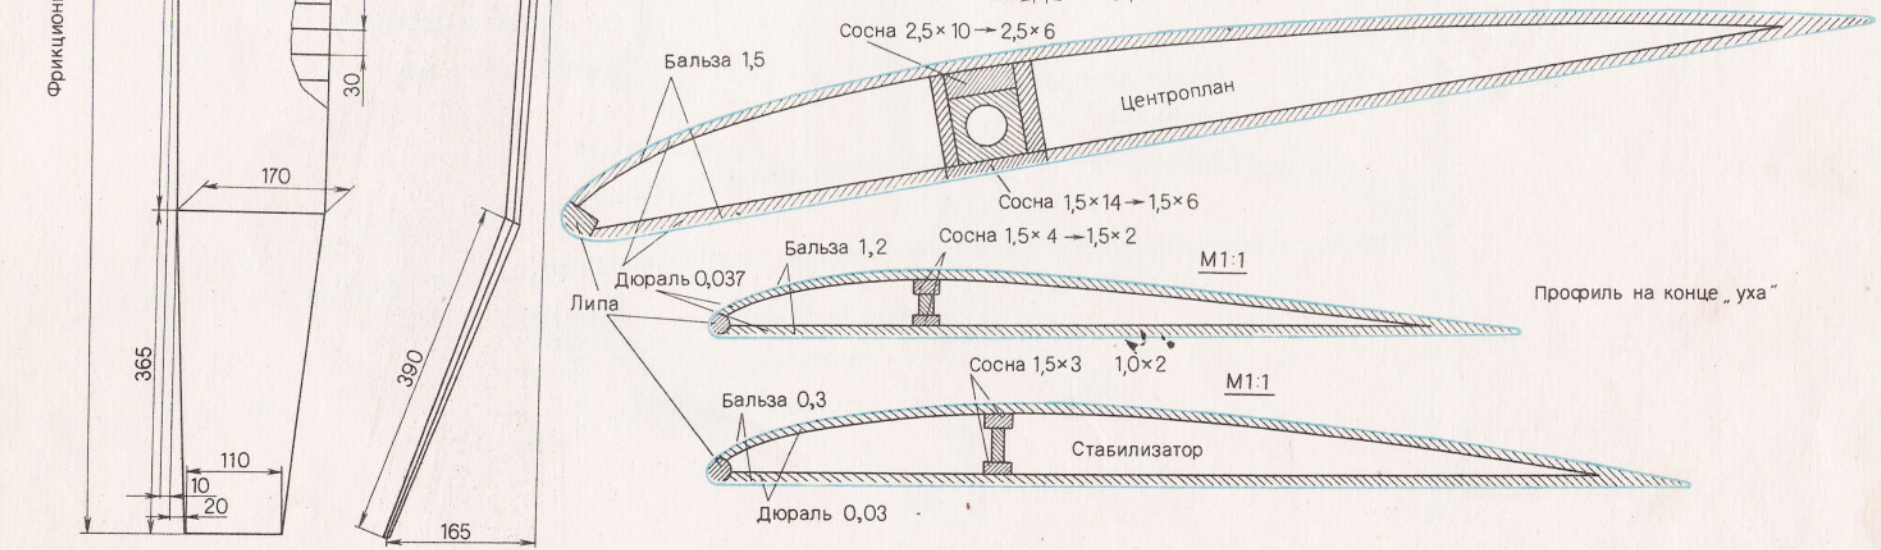 Фрикцион
30
170
365
390
110
10
20
165
Сосна 2,5×10→2,5×6
Бальза 1,5
Центроплан
Сосна 1,5×14→1,5×6
Сосна 1,5×4→1,5×2
Бальза 1,2
М1:1
Дюраль 0,037
Липа
Профиль на конце „уха"
Сосна 1,5×3 1,0×2
М1:1
Бальза 0,3
Стабилизатор
Дюраль 0,03